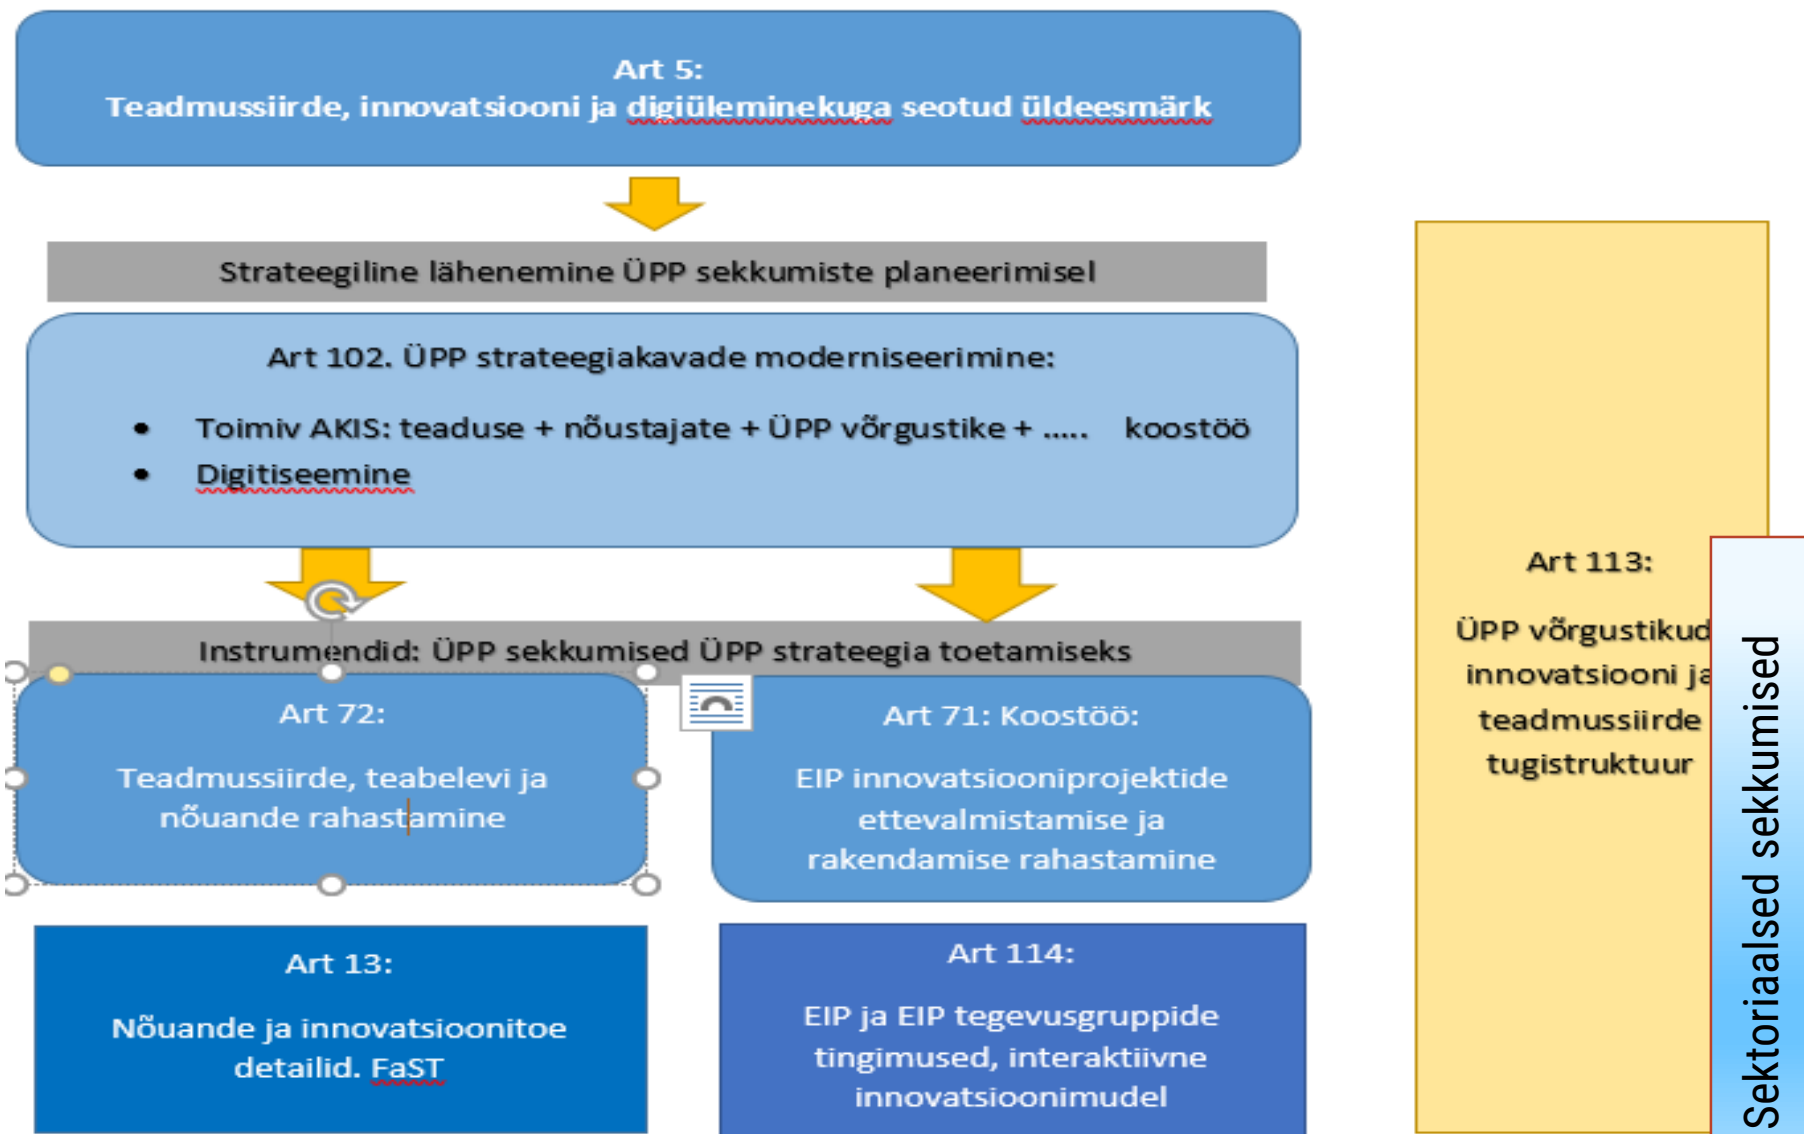 Art 5:
Teadmussiirde, innovatsiooni ja digiüleminekuga seotud üldeesmärk
Strateegiline lähenemine ÜPP sekkumiste planeerimisel
Art 102. ÜPP strateegiakavade moderniseerimine:
• Toimiv AKIS: teaduse + nõustajate + ÜPP võrgustike + ..... koostöö
• Digitiseemine
Instrumendid: ÜPP sekkumised ÜPP strateegia toetamiseks
Art 72:
Teadmussiirde, teabelevi ja
nõuande rahastamine
Art 71: Koostöö:
EIP innovatsiooniprojektide
ettevalmistamise ja
rakendamise rahastamine
Art 13:
Nõuande ja innovatsioonitoe
detailid. FaST
Art 114:
EIP ja EIP tegevusgruppide
tingimused, interaktiivne
innovatsioonimudel
Art 113:
ÜPP võrgustikud
innovatsiooni ja
teadmussiirde
tugistruktuur
Sektoriaalsed sekkumised